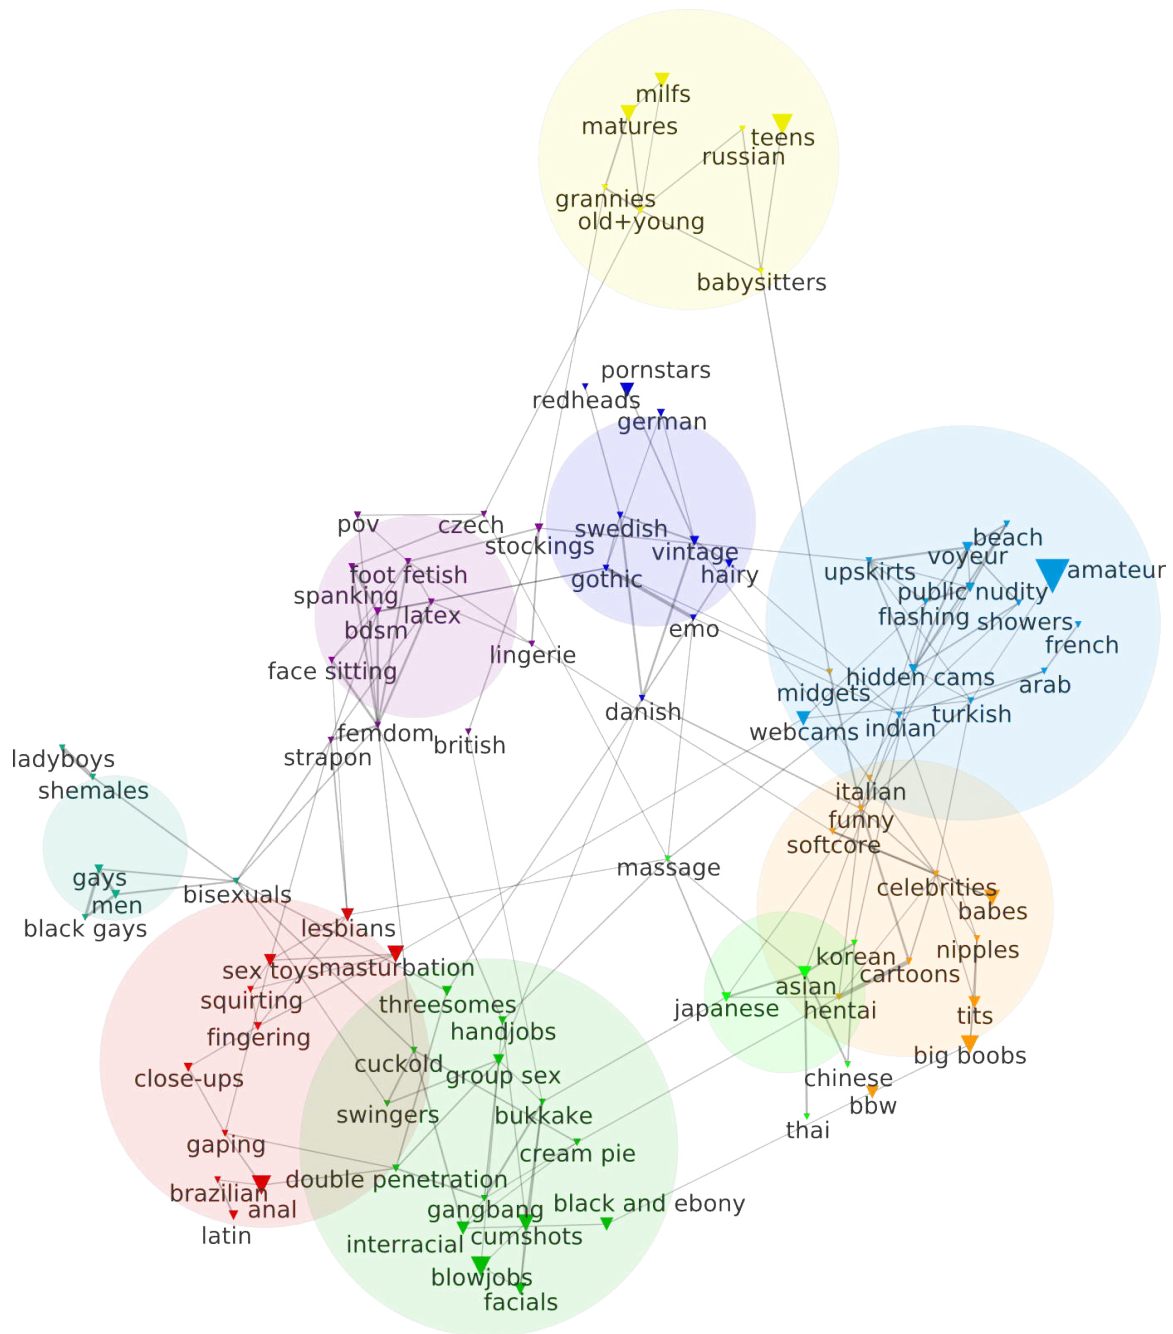 milfs
matures
teens
russian
grannies
old+young
babysitters
pornstars
redheads
german
pov
czech
stockings
swedish
vintage
hairy
gothic
emo
foot fetish
spanking
latex
bdsm
lingerie
face sitting
femdom
strapon
british
danish
beach
voyeur
upskirts
amateur
public nudity
flashing
showers
french
hidden cams
midgets
arab
webcams
indian
turkish
ladyboys
shemales
gays
men
black gays
bisexuals
italian
funny
softcore
massage
celebrities
babes
lesbians
sex toys
masturbation
squirting
fingering
threesomes
handjobs
korean
cartoons
nipples
asian
japanese
hentai
tits
close-ups
cuckold
group sex
big boobs
chinese
bbw
swingers
bukkake
thai
gaping
cream pie
double penetration
brazilian
anal
latin
gangbang
black and ebony
interracial
cumshots
blowjobs
facials